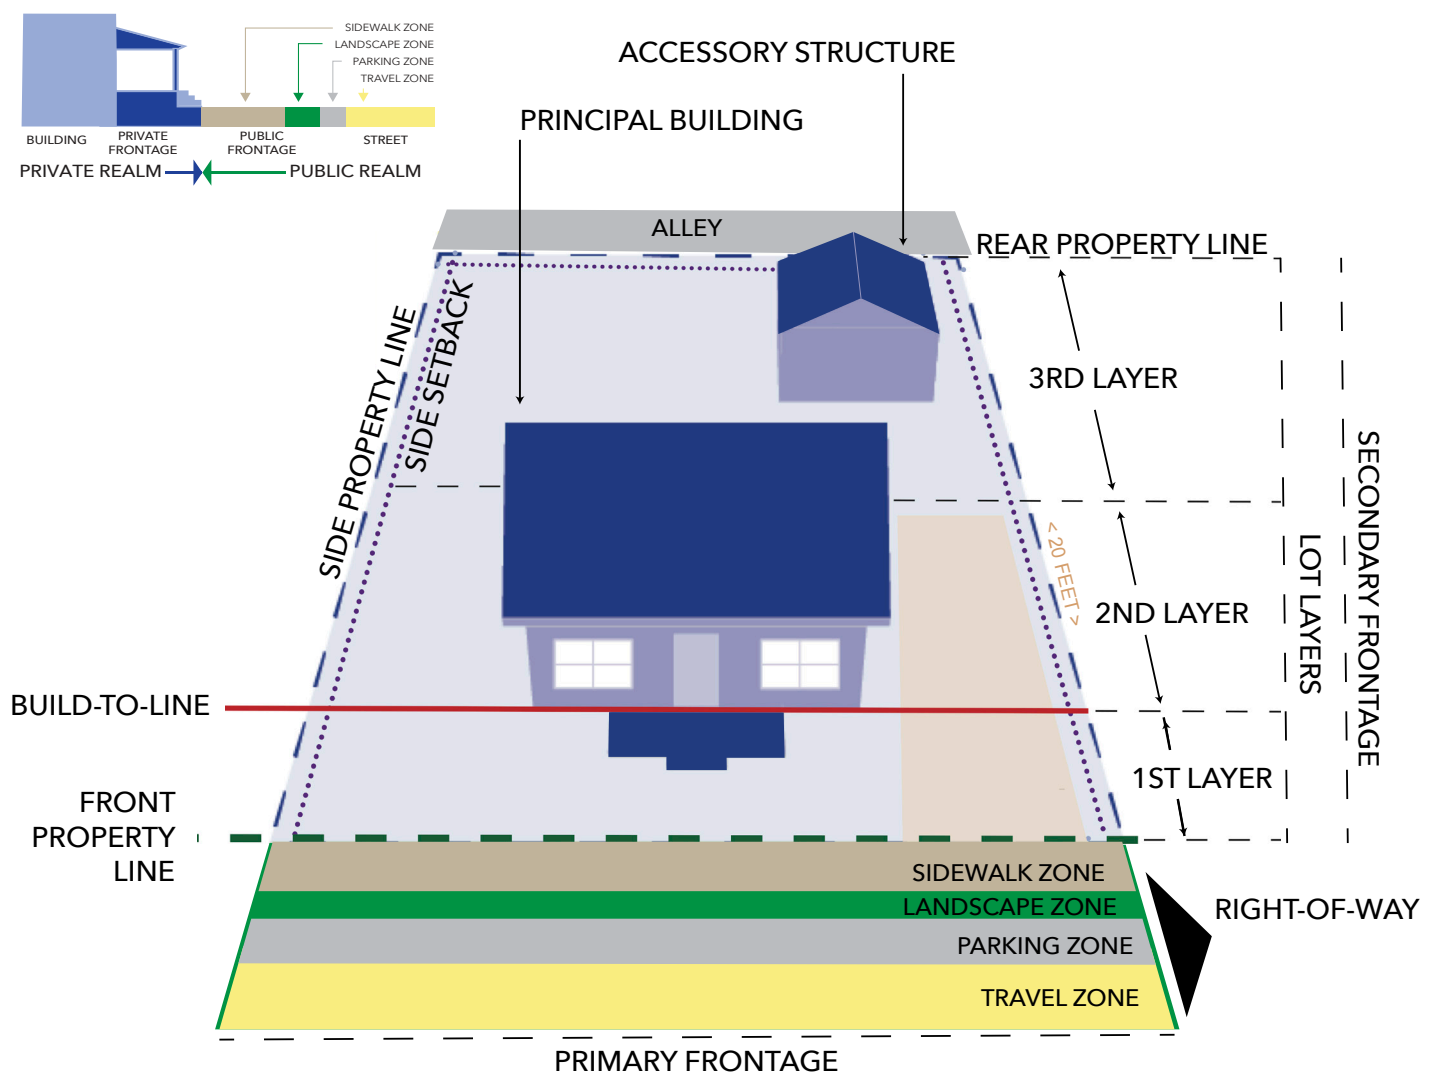 SIDEWALK ZONE
LANDSCAPE ZONE
PARKING ZONE
TRAVEL ZONE
BUILDING
PRIVATE
FRONTAGE
PUBLIC
FRONTAGE
STREET
PRIVATE REALM
PUBLIC REALM
ACCESSORY STRUCTURE
PRINCIPAL BUILDING
ALLEY
REAR PROPERTY LINE
SIDE PROPERTY LINE
SIDE SETBACK
3RD LAYER
< 20 FEET >
2ND LAYER
LOT LAYERS
SECONDARY FRONTAGE
BUILD-TO-LINE
1ST LAYER
FRONT
PROPERTY
LINE
SIDEWALK ZONE
LANDSCAPE ZONE
PARKING ZONE
TRAVEL ZONE
RIGHT-OF-WAY
PRIMARY FRONTAGE